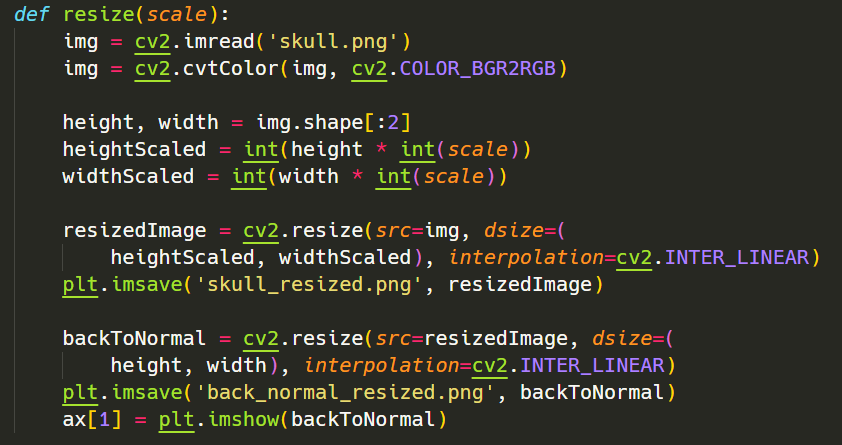 def resize(scale):
    img = cv2.imread('skull.png')
    img = cv2.cvtColor(img, cv2.COLOR_BGR2RGB)

    height, width = img.shape[:2]
    heightScaled = int(height * int(scale))
    widthScaled = int(width * int(scale))

    resizedImage = cv2.resize(src=img, dsize=(
        heightScaled, widthScaled), interpolation=cv2.INTER_LINEAR)
    plt.imsave('skull_resized.png', resizedImage)

    backToNormal = cv2.resize(src=resizedImage, dsize=(
        height, width), interpolation=cv2.INTER_LINEAR)
    plt.imsave('back_normal_resized.png', backToNormal)
    ax[1] = plt.imshow(backToNormal)